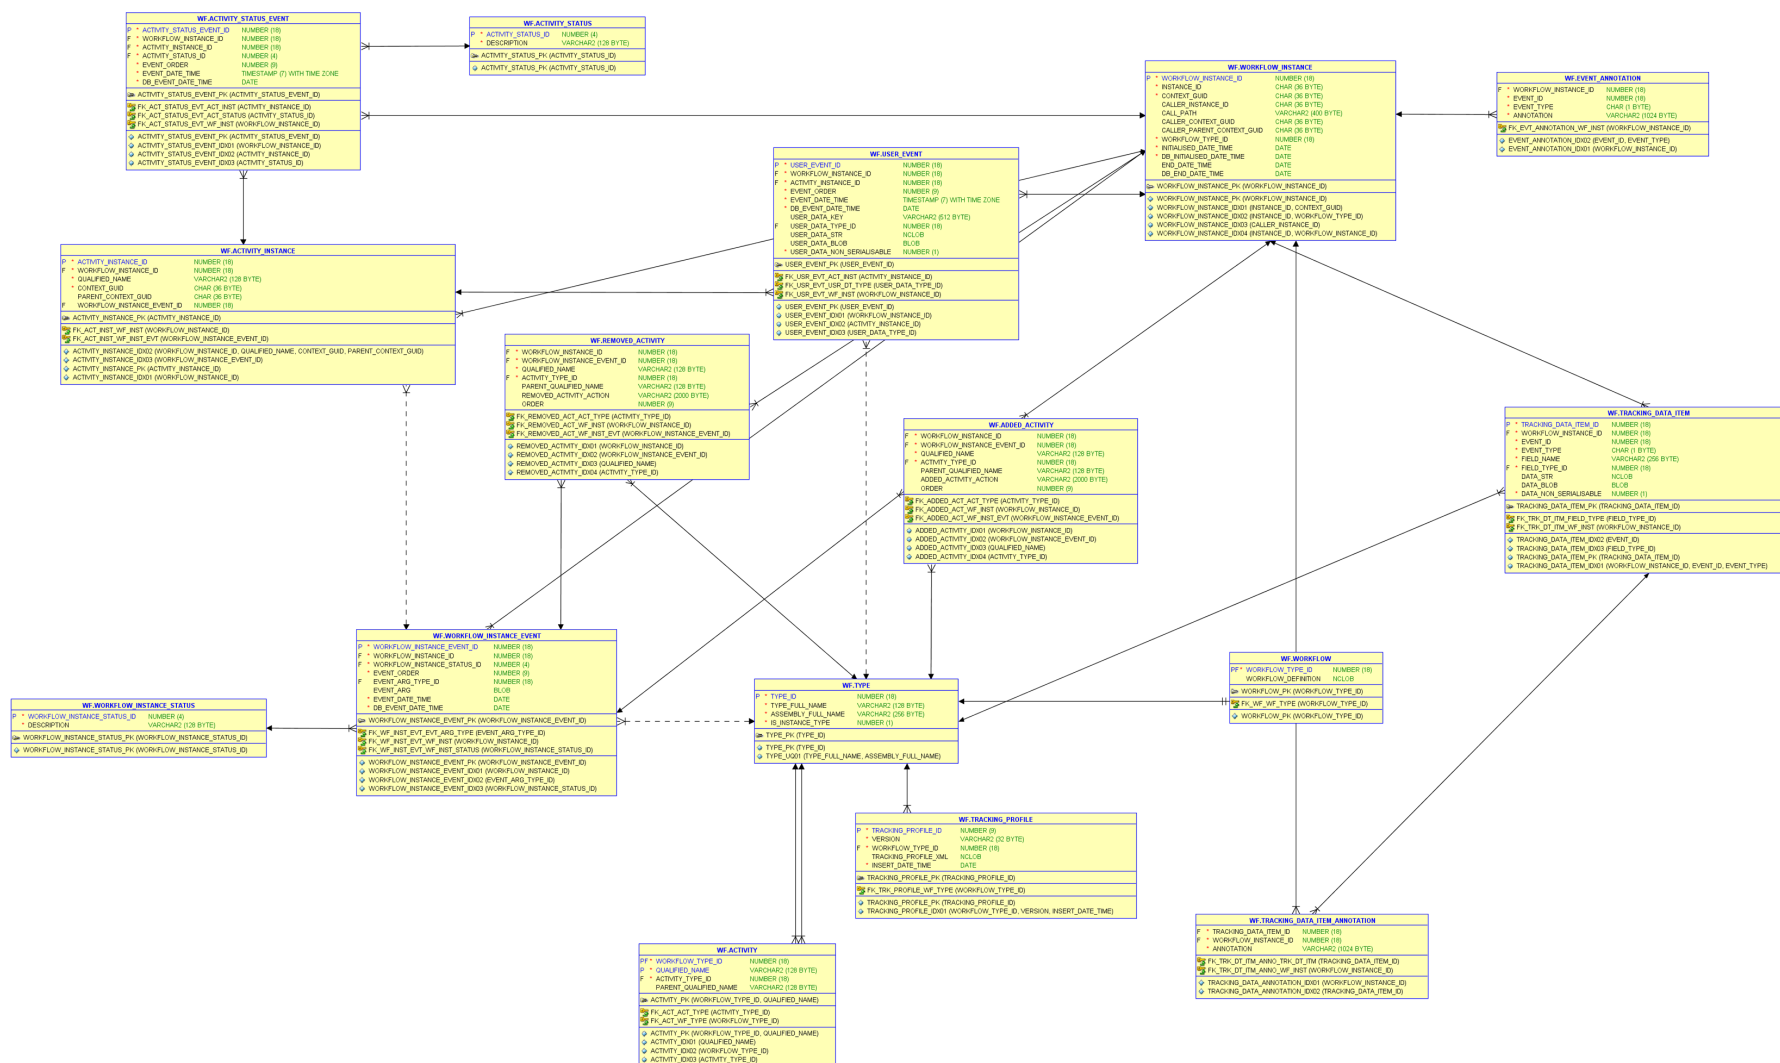 WF.ACTIVITY_STATUS_EVENT
P * ACTIVITY_STATUS_EVENT_ID NUMBER (18)
F * WORKFLOW_INSTANCE_ID NUMBER (18)
F * ACTIVITY_INSTANCE_ID NUMBER (18)
F * ACTIVITY_STATUS_ID NUMBER (4)
* EVENT_ORDER NUMBER (9)
* EVENT_DATE_TIME TIMESTAMP (7) WITH TIME ZONE
* DB_EVENT_DATE_TIME DATE
ACTIVITY_STATUS_EVENT_PK (ACTIVITY_STATUS_EVENT_ID)
FK_ACT_STATUS_EVT_ACT_INST (ACTIVITY_INSTANCE_ID)
FK_ACT_STATUS_EVT_ACT_STATUS (ACTIVITY_STATUS_ID)
FK_ACT_STATUS_EVT_WF_INST (WORKFLOW_INSTANCE_ID)
ACTIVITY_STATUS_EVENT_PK (ACTIVITY_STATUS_EVENT_ID)
ACTIVITY_STATUS_EVENT_IDX01 (WORKFLOW_INSTANCE_ID)
ACTIVITY_STATUS_EVENT_IDX02 (ACTIVITY_INSTANCE_ID)
ACTIVITY_STATUS_EVENT_IDX03 (ACTIVITY_STATUS_ID)
WF.ACTIVITY_STATUS
P * ACTIVITY_STATUS_ID NUMBER (4)
* DESCRIPTION VARCHAR2 (128 BYTE)
ACTIVITY_STATUS_PK (ACTIVITY_STATUS_ID)
ACTIVITY_STATUS_PK (ACTIVITY_STATUS_ID)
WF.WORKFLOW_INSTANCE
P * WORKFLOW_INSTANCE_ID NUMBER (18)
* INSTANCE_ID CHAR (36 BYTE)
* CONTEXT_GUID CHAR (36 BYTE)
CALLER_INSTANCE_ID CHAR (36 BYTE)
CALL_PATH VARCHAR2 (400 BYTE)
CALLER_CONTEXT_GUID CHAR (36 BYTE)
CALLER_PARENT_CONTEXT_GUID CHAR (36 BYTE)
* WORKFLOW_TYPE_ID NUMBER (18)
* INITIALISED_DATE_TIME DATE
* DB_INITIALISED_DATE_TIME DATE
END_DATE_TIME DATE
DB_END_DATE_TIME DATE
WORKFLOW_INSTANCE_PK (WORKFLOW_INSTANCE_ID)
WORKFLOW_INSTANCE_PK (WORKFLOW_INSTANCE_ID)
WORKFLOW_INSTANCE_IDX01 (INSTANCE_ID, CONTEXT_GUID)
WORKFLOW_INSTANCE_IDX02 (INSTANCE_ID, WORKFLOW_TYPE_ID)
WORKFLOW_INSTANCE_IDX03 (CALLER_INSTANCE_ID)
WORKFLOW_INSTANCE_IDX04 (INSTANCE_ID, WORKFLOW_INSTANCE_ID)
WF.EVENT_ANNOTATION
F * WORKFLOW_INSTANCE_ID NUMBER (18)
* EVENT_ID NUMBER (18)
* EVENT_TYPE CHAR (1 BYTE)
* ANNOTATION VARCHAR2 (1024 BYTE)
FK_EVT_ANNOTATION_WF_INST (WORKFLOW_INSTANCE_ID)
EVENT_ANNOTATION_IDX02 (EVENT_ID, EVENT_TYPE)
EVENT_ANNOTATION_IDX01 (WORKFLOW_INSTANCE_ID)
WF.USER_EVENT
P * USER_EVENT_ID NUMBER (18)
F * WORKFLOW_INSTANCE_ID NUMBER (18)
F * ACTIVITY_INSTANCE_ID NUMBER (18)
* EVENT_ORDER NUMBER (9)
* EVENT_DATE_TIME TIMESTAMP (7) WITH TIME ZONE
* DB_EVENT_DATE_TIME DATE
USER_DATA_KEY VARCHAR2 (512 BYTE)
F USER_DATA_TYPE_ID NUMBER (18)
USER_DATA_STR NCLOB
USER_DATA_BLOB BLOB
* USER_DATA_NON_SERIALISABLE NUMBER (1)
USER_EVENT_PK (USER_EVENT_ID)
FK_USR_EVT_ACT_INST (ACTIVITY_INSTANCE_ID)
FK_USR_EVT_USR_DT_TYPE (USER_DATA_TYPE_ID)
FK_USR_EVT_WF_INST (WORKFLOW_INSTANCE_ID)
USER_EVENT_PK (USER_EVENT_ID)
USER_EVENT_IDX01 (WORKFLOW_INSTANCE_ID)
USER_EVENT_IDX02 (ACTIVITY_INSTANCE_ID)
USER_EVENT_IDX03 (USER_DATA_TYPE_ID)
WF.ACTIVITY_INSTANCE
P * ACTIVITY_INSTANCE_ID NUMBER (18)
F * WORKFLOW_INSTANCE_ID NUMBER (18)
* QUALIFIED_NAME VARCHAR2 (128 BYTE)
* CONTEXT_GUID CHAR (36 BYTE)
PARENT_CONTEXT_GUID CHAR (36 BYTE)
F WORKFLOW_INSTANCE_EVENT_ID NUMBER (18)
ACTIVITY_INSTANCE_PK (ACTIVITY_INSTANCE_ID)
FK_ACT_INST_WF_INST (WORKFLOW_INSTANCE_ID)
FK_ACT_INST_WF_INST_EVT (WORKFLOW_INSTANCE_EVENT_ID)
ACTIVITY_INSTANCE_IDX02 (WORKFLOW_INSTANCE_ID, QUALIFIED_NAME, CONTEXT_GUID, PARENT_CONTEXT_GUID)
ACTIVITY_INSTANCE_IDX03 (WORKFLOW_INSTANCE_EVENT_ID)
ACTIVITY_INSTANCE_PK (ACTIVITY_INSTANCE_ID)
ACTIVITY_INSTANCE_IDX01 (WORKFLOW_INSTANCE_ID)
WF.REMOVED_ACTIVITY
F * WORKFLOW_INSTANCE_ID NUMBER (18)
F * WORKFLOW_INSTANCE_EVENT_ID NUMBER (18)
* QUALIFIED_NAME VARCHAR2 (128 BYTE)
F * ACTIVITY_TYPE_ID NUMBER (18)
PARENT_QUALIFIED_NAME VARCHAR2 (128 BYTE)
REMOVED_ACTIVITY_ACTION VARCHAR2 (2000 BYTE)
ORDER NUMBER (9)
FK_REMOVED_ACT_ACT_TYPE (ACTIVITY_TYPE_ID)
FK_REMOVED_ACT_WF_INST (WORKFLOW_INSTANCE_ID)
FK_REMOVED_ACT_WF_INST_EVT (WORKFLOW_INSTANCE_EVENT_ID)
REMOVED_ACTIVITY_IDX01 (WORKFLOW_INSTANCE_ID)
REMOVED_ACTIVITY_IDX02 (WORKFLOW_INSTANCE_EVENT_ID)
REMOVED_ACTIVITY_IDX03 (QUALIFIED_NAME)
REMOVED_ACTIVITY_IDX04 (ACTIVITY_TYPE_ID)
WF.ADDED_ACTIVITY
F * WORKFLOW_INSTANCE_ID NUMBER (18)
F * WORKFLOW_INSTANCE_EVENT_ID NUMBER (18)
* QUALIFIED_NAME VARCHAR2 (128 BYTE)
F * ACTIVITY_TYPE_ID NUMBER (18)
PARENT_QUALIFIED_NAME VARCHAR2 (128 BYTE)
ADDED_ACTIVITY_ACTION VARCHAR2 (2000 BYTE)
ORDER NUMBER (9)
FK_ADDED_ACT_ACT_TYPE (ACTIVITY_TYPE_ID)
FK_ADDED_ACT_WF_INST (WORKFLOW_INSTANCE_ID)
FK_ADDED_ACT_WF_INST_EVT (WORKFLOW_INSTANCE_EVENT_ID)
ADDED_ACTIVITY_IDX01 (WORKFLOW_INSTANCE_ID)
ADDED_ACTIVITY_IDX02 (WORKFLOW_INSTANCE_EVENT_ID)
ADDED_ACTIVITY_IDX03 (QUALIFIED_NAME)
ADDED_ACTIVITY_IDX04 (ACTIVITY_TYPE_ID)
WF.TRACKING_DATA_ITEM
P * TRACKING_DATA_ITEM_ID NUMBER (18)
F * WORKFLOW_INSTANCE_ID NUMBER (18)
* EVENT_ID NUMBER (18)
* EVENT_TYPE CHAR (1 BYTE)
* FIELD_NAME VARCHAR2 (256 BYTE)
F * FIELD_TYPE_ID NUMBER (18)
DATA_STR NCLOB
DATA_BLOB BLOB
* DATA_NON_SERIALISABLE NUMBER (1)
TRACKING_DATA_ITEM_PK (TRACKING_DATA_ITEM_ID)
FK_TRK_DT_ITM_FIELD_TYPE (FIELD_TYPE_ID)
FK_TRK_DT_ITM_WF_INST (WORKFLOW_INSTANCE_ID)
TRACKING_DATA_ITEM_IDX02 (EVENT_ID)
TRACKING_DATA_ITEM_IDX03 (FIELD_TYPE_ID)
TRACKING_DATA_ITEM_PK (TRACKING_DATA_ITEM_ID)
TRACKING_DATA_ITEM_IDX01 (WORKFLOW_INSTANCE_ID, EVENT_ID, EVENT_TYPE)
WF.WORKFLOW_INSTANCE_EVENT
P * WORKFLOW_INSTANCE_EVENT_ID NUMBER (18)
F * WORKFLOW_INSTANCE_ID NUMBER (18)
F * WORKFLOW_INSTANCE_STATUS_ID NUMBER (4)
* EVENT_ORDER NUMBER (9)
F EVENT_ARG_TYPE_ID NUMBER (18)
EVENT_ARG BLOB
* EVENT_DATE_TIME DATE
* DB_EVENT_DATE_TIME DATE
WORKFLOW_INSTANCE_EVENT_PK (WORKFLOW_INSTANCE_EVENT_ID)
FK_WF_INST_EVT_EVT_ARG_TYPE (EVENT_ARG_TYPE_ID)
FK_WF_INST_EVT_WF_INST (WORKFLOW_INSTANCE_ID)
FK_WF_INST_EVT_WF_INST_STATUS (WORKFLOW_INSTANCE_STATUS_ID)
WORKFLOW_INSTANCE_EVENT_PK (WORKFLOW_INSTANCE_EVENT_ID)
WORKFLOW_INSTANCE_EVENT_IDX01 (WORKFLOW_INSTANCE_ID)
WORKFLOW_INSTANCE_EVENT_IDX02 (EVENT_ARG_TYPE_ID)
WORKFLOW_INSTANCE_EVENT_IDX03 (WORKFLOW_INSTANCE_STATUS_ID)
WF.WORKFLOW_INSTANCE_STATUS
P * WORKFLOW_INSTANCE_STATUS_ID NUMBER (4)
* DESCRIPTION VARCHAR2 (128 BYTE)
WORKFLOW_INSTANCE_STATUS_PK (WORKFLOW_INSTANCE_STATUS_ID)
WORKFLOW_INSTANCE_STATUS_PK (WORKFLOW_INSTANCE_STATUS_ID)
WF.TYPE
P * TYPE_ID NUMBER (18)
* TYPE_FULL_NAME VARCHAR2 (128 BYTE)
* ASSEMBLY_FULL_NAME VARCHAR2 (256 BYTE)
* IS_INSTANCE_TYPE NUMBER (1)
TYPE_PK (TYPE_ID)
TYPE_PK (TYPE_ID)
TYPE_UQ01 (TYPE_FULL_NAME, ASSEMBLY_FULL_NAME)
WF.WORKFLOW
PF * WORKFLOW_TYPE_ID NUMBER (18)
WORKFLOW_DEFINITION NCLOB
WORKFLOW_PK (WORKFLOW_TYPE_ID)
FK_WF_WF_TYPE (WORKFLOW_TYPE_ID)
WORKFLOW_PK (WORKFLOW_TYPE_ID)
WF.TRACKING_PROFILE
P * TRACKING_PROFILE_ID NUMBER (9)
* VERSION VARCHAR2 (32 BYTE)
F * WORKFLOW_TYPE_ID NUMBER (18)
TRACKING_PROFILE_XML NCLOB
* INSERT_DATE_TIME DATE
TRACKING_PROFILE_PK (TRACKING_PROFILE_ID)
FK_TRK_PROFILE_WF_TYPE (WORKFLOW_TYPE_ID)
TRACKING_PROFILE_PK (TRACKING_PROFILE_ID)
TRACKING_PROFILE_IDX01 (WORKFLOW_TYPE_ID, VERSION, INSERT_DATE_TIME)
WF.TRACKING_DATA_ITEM_ANNOTATION
F * TRACKING_DATA_ITEM_ID NUMBER (18)
F * WORKFLOW_INSTANCE_ID NUMBER (18)
* ANNOTATION VARCHAR2 (1024 BYTE)
FK_TRK_DT_ITM_ANNO_TRK_DT_ITM (TRACKING_DATA_ITEM_ID)
FK_TRK_DT_ITM_ANNO_WF_INST (WORKFLOW_INSTANCE_ID)
TRACKING_DATA_ANNOTATION_IDX01 (WORKFLOW_INSTANCE_ID)
TRACKING_DATA_ANNOTATION_IDX02 (TRACKING_DATA_ITEM_ID)
WF.ACTIVITY
PF * WORKFLOW_TYPE_ID NUMBER (18)
P * QUALIFIED_NAME VARCHAR2 (128 BYTE)
F * ACTIVITY_TYPE_ID NUMBER (18)
PARENT_QUALIFIED_NAME VARCHAR2 (128 BYTE)
ACTIVITY_PK (WORKFLOW_TYPE_ID, QUALIFIED_NAME)
FK_ACT_ACT_TYPE (ACTIVITY_TYPE_ID)
FK_ACT_WF_TYPE (WORKFLOW_TYPE_ID)
ACTIVITY_PK (WORKFLOW_TYPE_ID, QUALIFIED_NAME)
ACTIVITY_IDX01 (QUALIFIED_NAME)
ACTIVITY_IDX02 (WORKFLOW_TYPE_ID)
ACTIVITY_IDX03 (ACTIVITY_TYPE_ID)